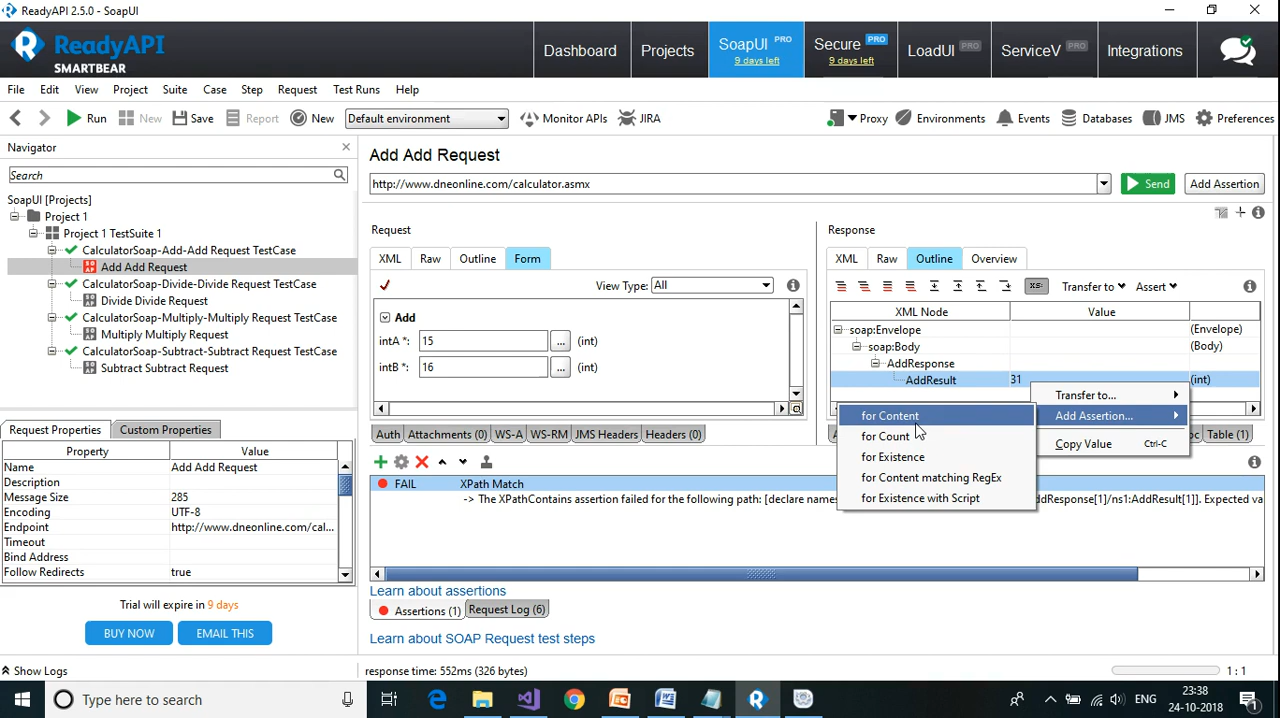 ReadyAPI 2.5.0 - SoapUI
ReadyAPI
SMARTBEAR
Dashboard
Projects
SoapUI PRO
9 days left
Secure PRO
9 days left
LoadUI PRO
ServiceV PRO
Integrations
File Edit View Project Suite Case Step Request Test Runs Help
Run New Save Report New Default environment Monitor APIs JIRA Proxy Environments Events Databases JMS Preferences
Navigator
Search
SoapUI [Projects]
Project 1
Project 1 TestSuite 1
CalculatorSoap-Add-Add Request TestCase
Add Add Request
CalculatorSoap-Divide-Divide Request TestCase
Divide Divide Request
CalculatorSoap-Multiply-Multiply Request TestCase
Multiply Multiply Request
CalculatorSoap-Subtract-Subtract Request TestCase
Subtract Subtract Request
Request Properties Custom Properties
Property Value
Name Add Add Request
Description
Message Size 285
Encoding UTF-8
Endpoint http://www.dneonline.com/cal...
Timeout
Bind Address
Follow Redirects true
Trial will expire in 9 days
BUY NOW EMAIL THIS
Show Logs
Add Add Request
http://www.dneonline.com/calculator.asmx
Send Add Assertion
Request
XML Raw Outline Form
View Type: All
Add
intA *: 15 ... (int)
intB *: 16 ... (int)
Auth Attachments (0) WS-A WS-RM JMS Headers Headers (0)
Response
XML Raw Outline Overview
XS: Transfer to Assert
XML Node Value
soap:Envelope (Envelope)
soap:Body (Body)
AddResponse
AddResult 31 (int)
Transfer to...
Add Assertion...
Copy Value Ctrl-C
for Content
for Count
for Existence
for Content matching RegEx
for Existence with Script
Table (1)
FAIL XPath Match
-> The XPathContains assertion failed for the following path: [declare names ddResponse[1]/ns1:AddResult[1]]. Expected va
Learn about assertions
Assertions (1) Request Log (6)
Learn about SOAP Request test steps
response time: 552ms (326 bytes)
1 : 1
Type here to search
ENG
23:38
24-10-2018
1